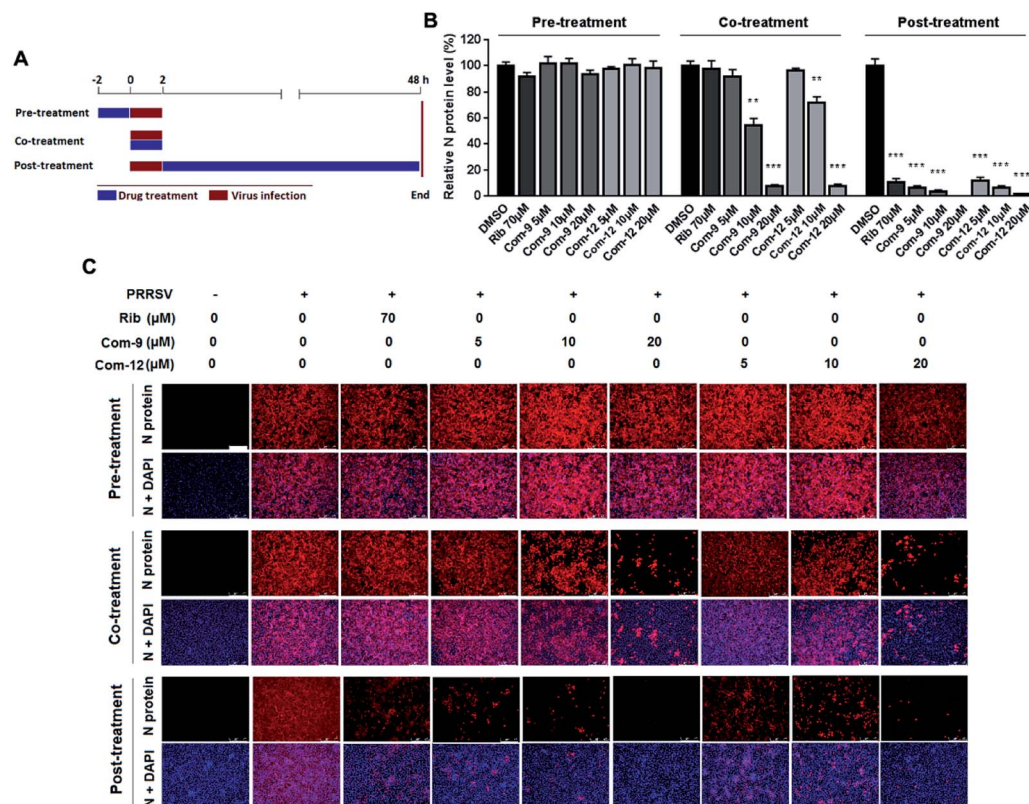 A
-2 0 2 48 h
Pre-treatment
Co-treatment
Post-treatment
Drug treatment Virus infection End
B
Pre-treatment Co-treatment Post-treatment
Relative N protein level (%)
120
100
80
60
40
20
0
** *** ** *** *** *** *** *** *** ***
DMSO Rib 70µM Com-9 5µM Com-9 10µM Com-9 20µM Com-12 5µM Com-12 10µM Com-12 20µM
DMSO Rib 70µM Com-9 5µM Com-9 10µM Com-9 20µM Com-12 5µM Com-12 10µM Com-12 20µM
DMSO Rib 70µM Com-9 5µM Com-9 10µM Com-9 20µM Com-12 5µM Com-12 10µM Com-12 20µM
C
PRRSV - + + + + + + + +
Rib (µM) 0 0 70 0 0 0 0 0 0
Com-9 (µM) 0 0 0 5 10 20 0 0 0
Com-12 (µM) 0 0 0 0 0 0 5 10 20
Pre-treatment
N protein
N + DAPI
Co-treatment
N protein
N + DAPI
Post-treatment
N protein
N + DAPI